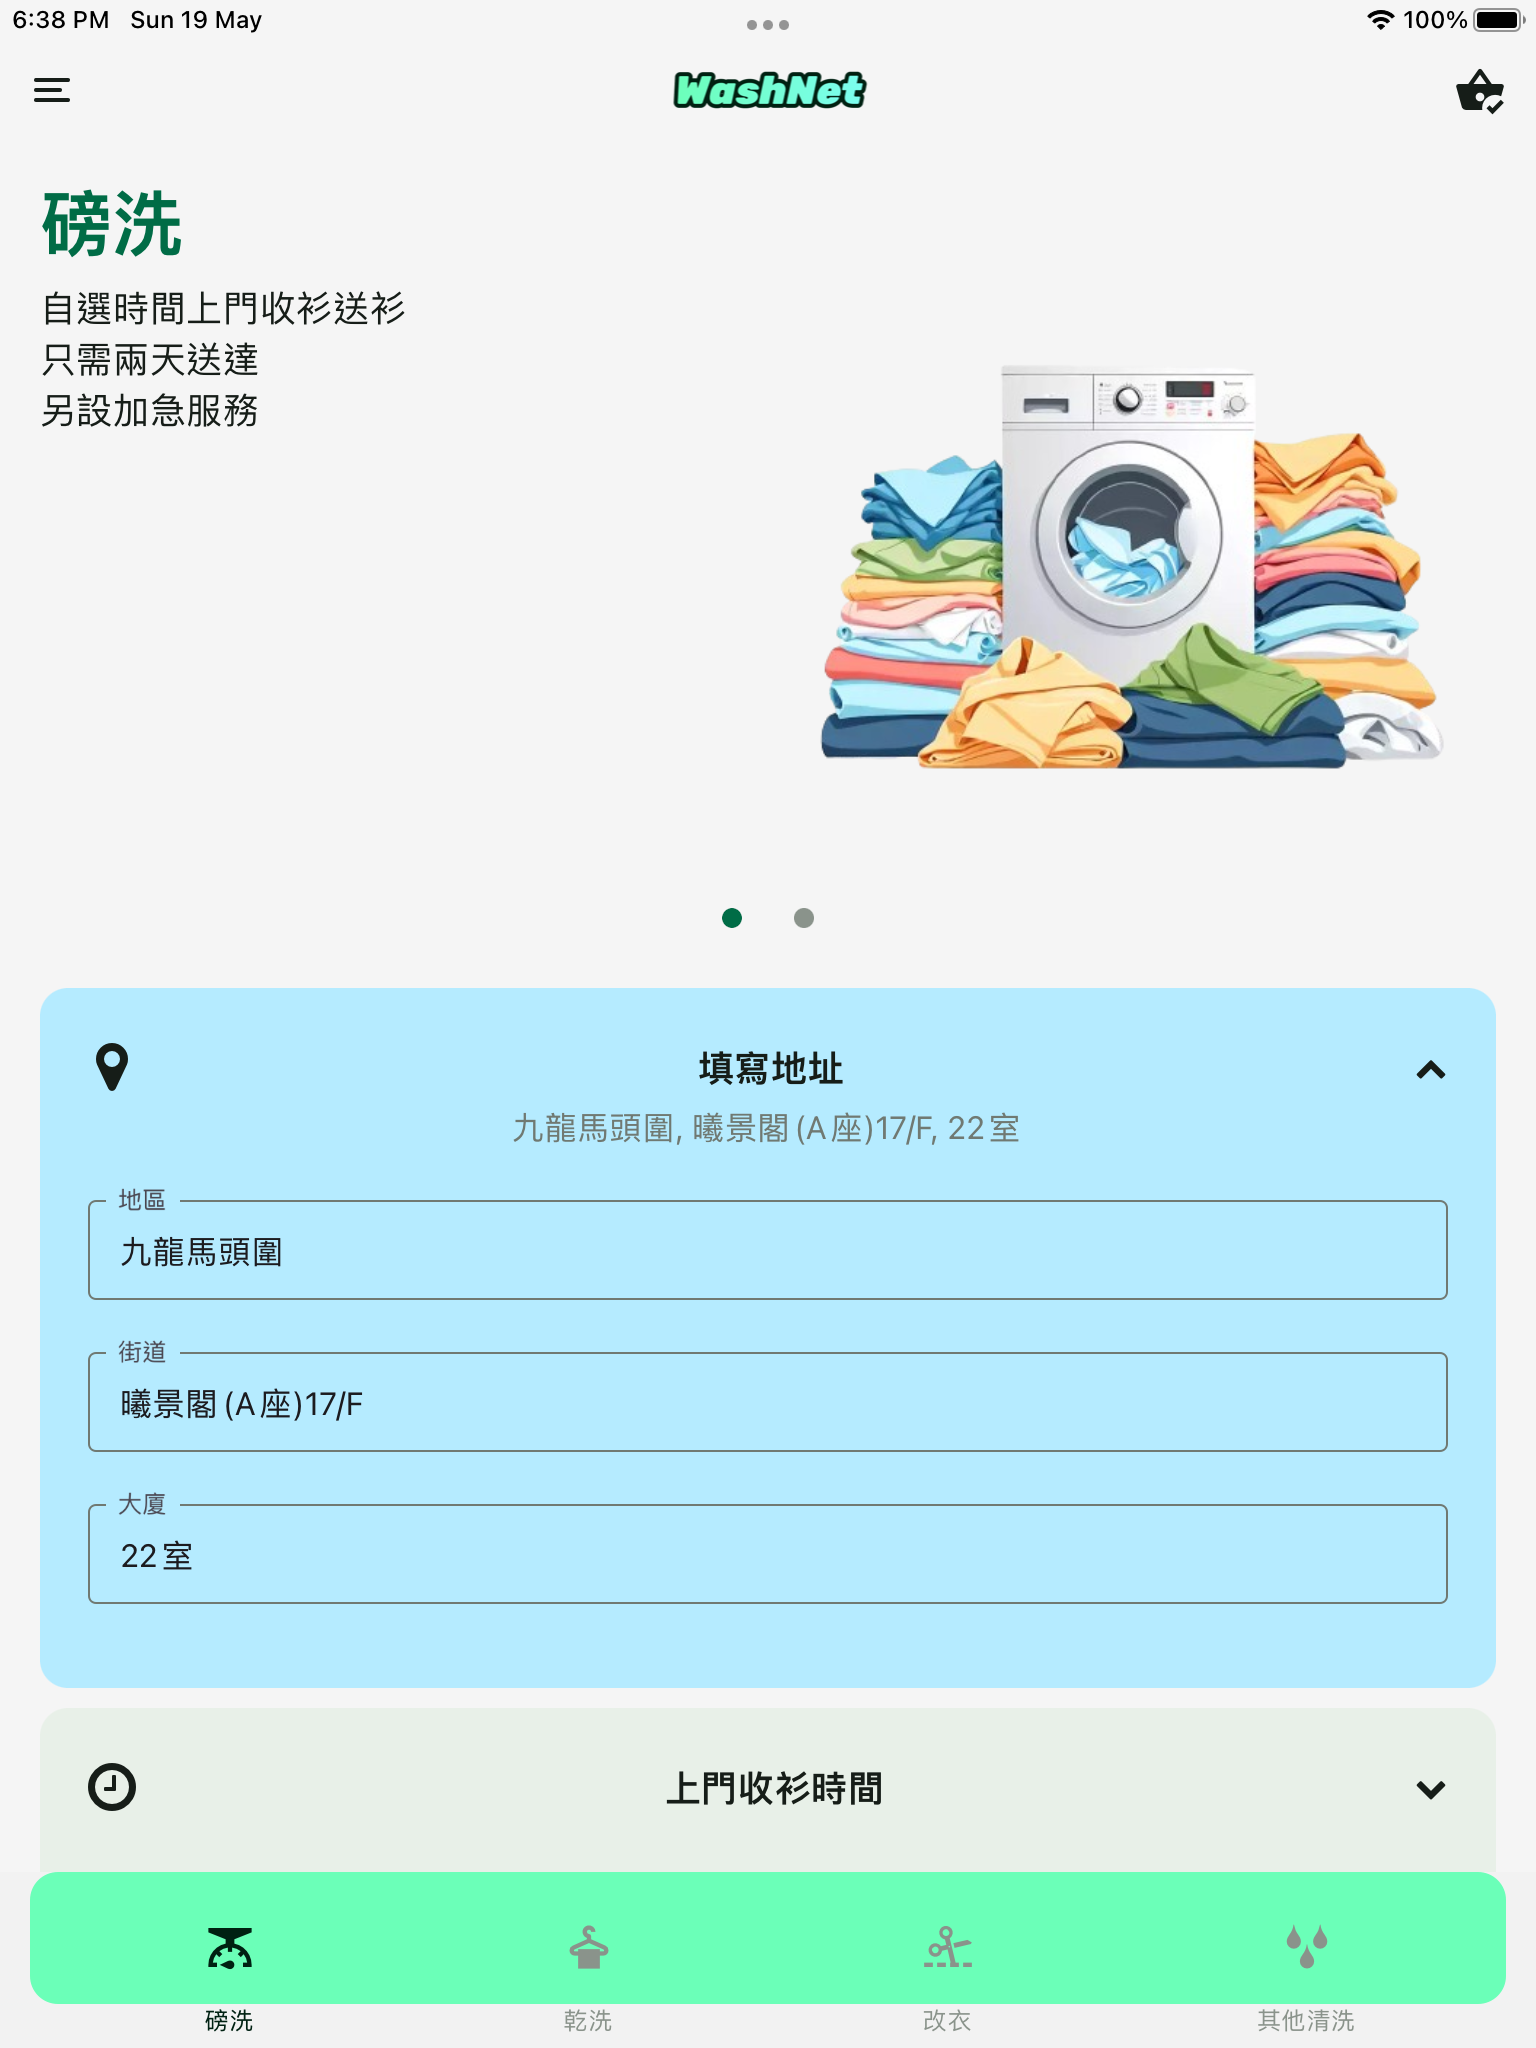 6:38 PM Sun 19 May
100%
WashNet
磅洗
自選時間上門收衫送衫
只需兩天送達
另設加急服務
填寫地址
九龍馬頭圍, 曦景閣(A座)17/F, 22室
地區
九龍馬頭圍
街道
曦景閣(A座)17/F
大廈
22室
上門收衫時間
磅洗
乾洗
改衣
其他清洗